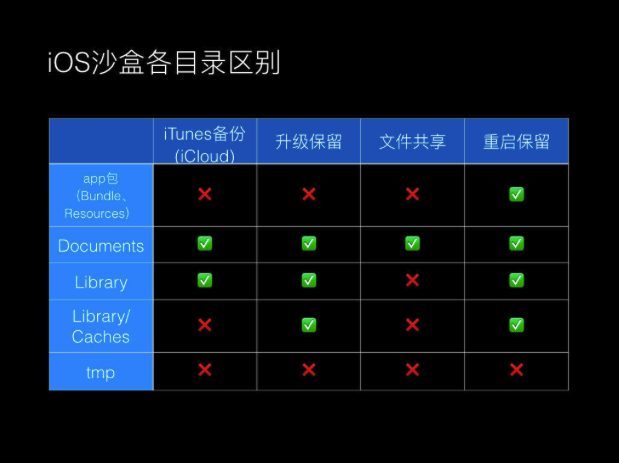 iOS沙盒各目录区别
iTunes备份
(iCloud)
升级保留
文件共享
重启保留
app包
（Bundle、
Resources）
❌
❌
❌
✅
Documents
✅
✅
✅
✅
Library
✅
✅
❌
✅
Library/
Caches
❌
✅
❌
✅
tmp
❌
❌
❌
❌